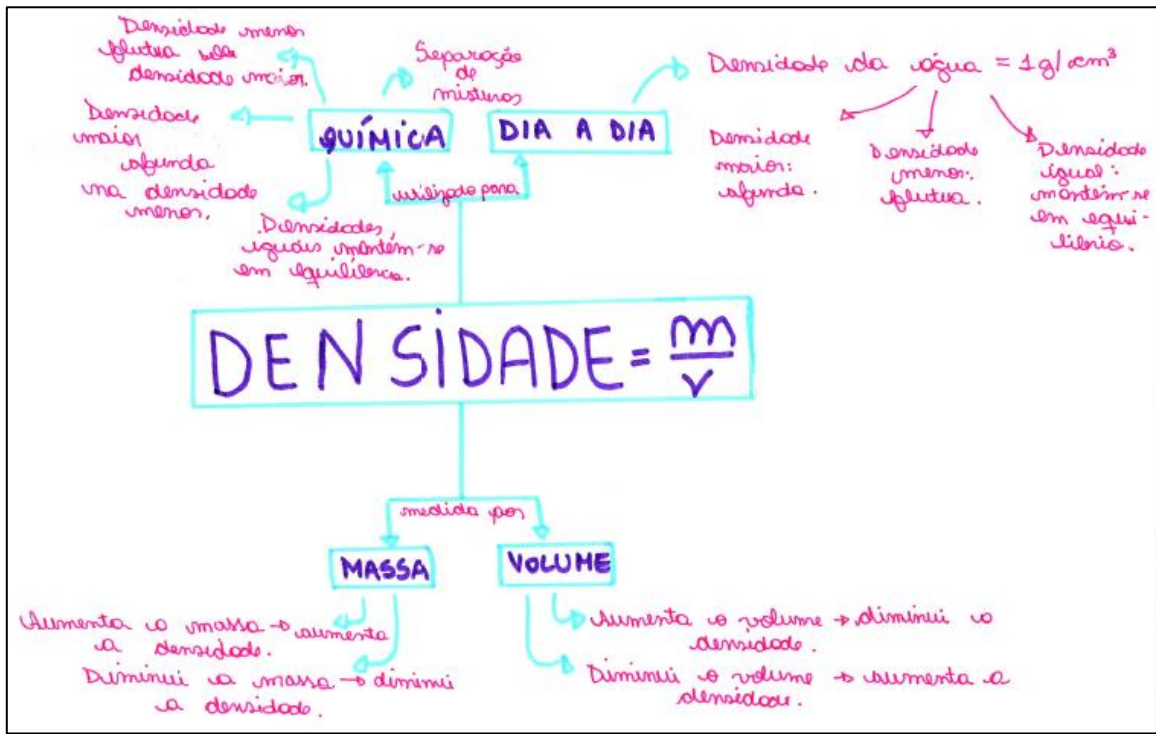 Densidade menor
flutua sob
densidade maior.
Separação
de
misturas
Densidade da água = 1g/cm³
Densidade
maior
afunda
na densidade
menor.
QUÍMICA
DIA A DIA
Densidade
maior:
afunda.
Densidade
menor:
flutua.
Densidade
igual:
mantém-se
em equi-
líbrio.
utilizado para
Densidades,
iguais mantém-se
em equilíbrio.
DENSIDADE = m
v
medida por
MASSA
VOLUME
Aumenta a massa → aumenta
a densidade.
Diminui a massa → diminui
a densidade.
Aumenta o volume → diminui a
densidade.
Diminui o volume → aumenta a
densidade.